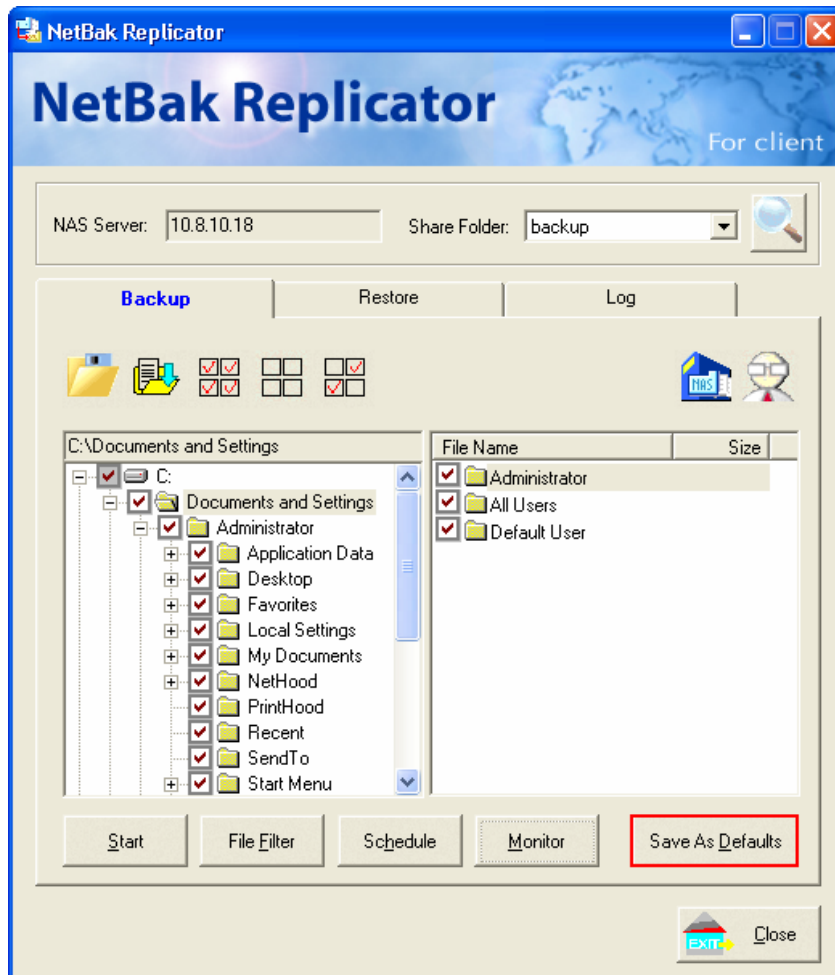 NetBak Replicator
NetBak Replicator
For client
NAS Server: 10.8.10.18 Share Folder: backup
Backup Restore Log
NAS
C:\Documents and Settings File Name Size
C: Administrator
Documents and Settings All Users
Administrator Default User
Application Data
Desktop
Favorites
Local Settings
My Documents
NetHood
PrintHood
Recent
SendTo
Start Menu
Start File Filter Schedule Monitor Save As Defaults
EXIT Close